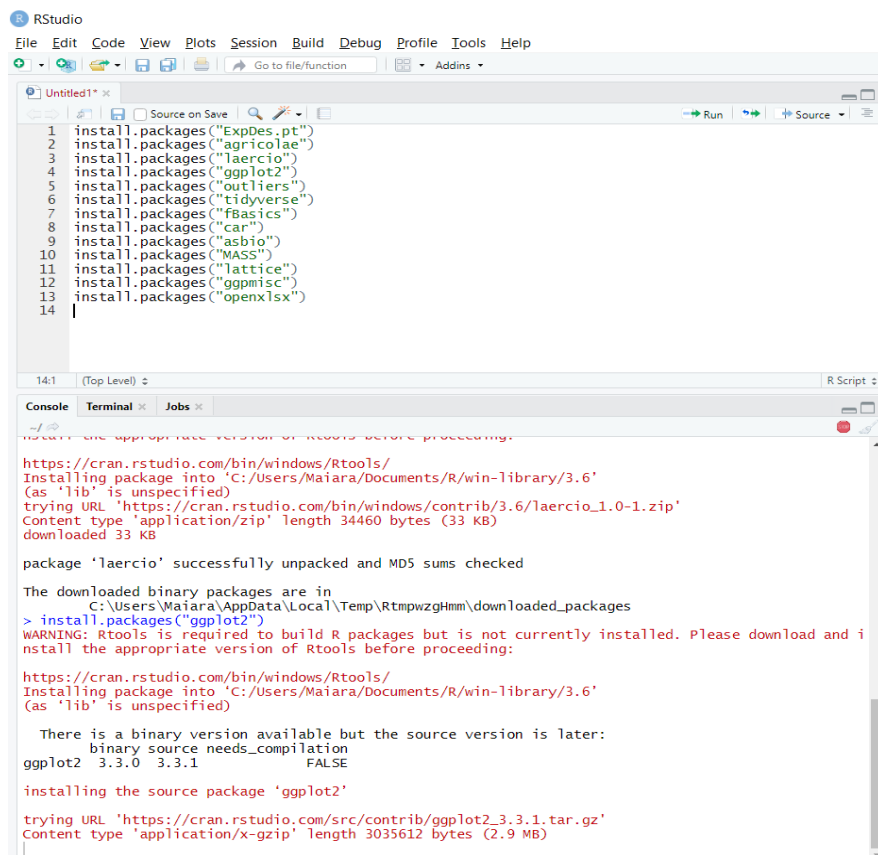 RStudio
File Edit Code View Plots Session Build Debug Profile Tools Help
Go to file/function Addins
Untitled1*
Source on Save Run Source
1 install.packages("ExpDes.pt")
2 install.packages("agricolae")
3 install.packages("laercio")
4 install.packages("ggplot2")
5 install.packages("outliers")
6 install.packages("tidyverse")
7 install.packages("fBasics")
8 install.packages("car")
9 install.packages("asbio")
10 install.packages("MASS")
11 install.packages("lattice")
12 install.packages("ggpmisc")
13 install.packages("openxlsx")
14
14:1 (Top Level) R Script
Console Terminal Jobs
~/
nstall the appropriate version of Rtools before proceeding:
https://cran.rstudio.com/bin/windows/Rtools/
Installing package into ‘C:/Users/Maiara/Documents/R/win-library/3.6’
(as ‘lib’ is unspecified)
trying URL 'https://cran.rstudio.com/bin/windows/contrib/3.6/laercio_1.0-1.zip'
Content type 'application/zip' length 34460 bytes (33 KB)
downloaded 33 KB
package ‘laercio’ successfully unpacked and MD5 sums checked
The downloaded binary packages are in
C:\Users\Maiara\AppData\Local\Temp\RtmpwzgHmm\downloaded_packages
> install.packages("ggplot2")
WARNING: Rtools is required to build R packages but is not currently installed. Please download and i
nstall the appropriate version of Rtools before proceeding:
https://cran.rstudio.com/bin/windows/Rtools/
Installing package into ‘C:/Users/Maiara/Documents/R/win-library/3.6’
(as ‘lib’ is unspecified)
There is a binary version available but the source version is later:
binary source needs_compilation
ggplot2 3.3.0 3.3.1 FALSE
installing the source package ‘ggplot2’
trying URL 'https://cran.rstudio.com/src/contrib/ggplot2_3.3.1.tar.gz'
Content type 'application/x-gzip' length 3035612 bytes (2.9 MB)